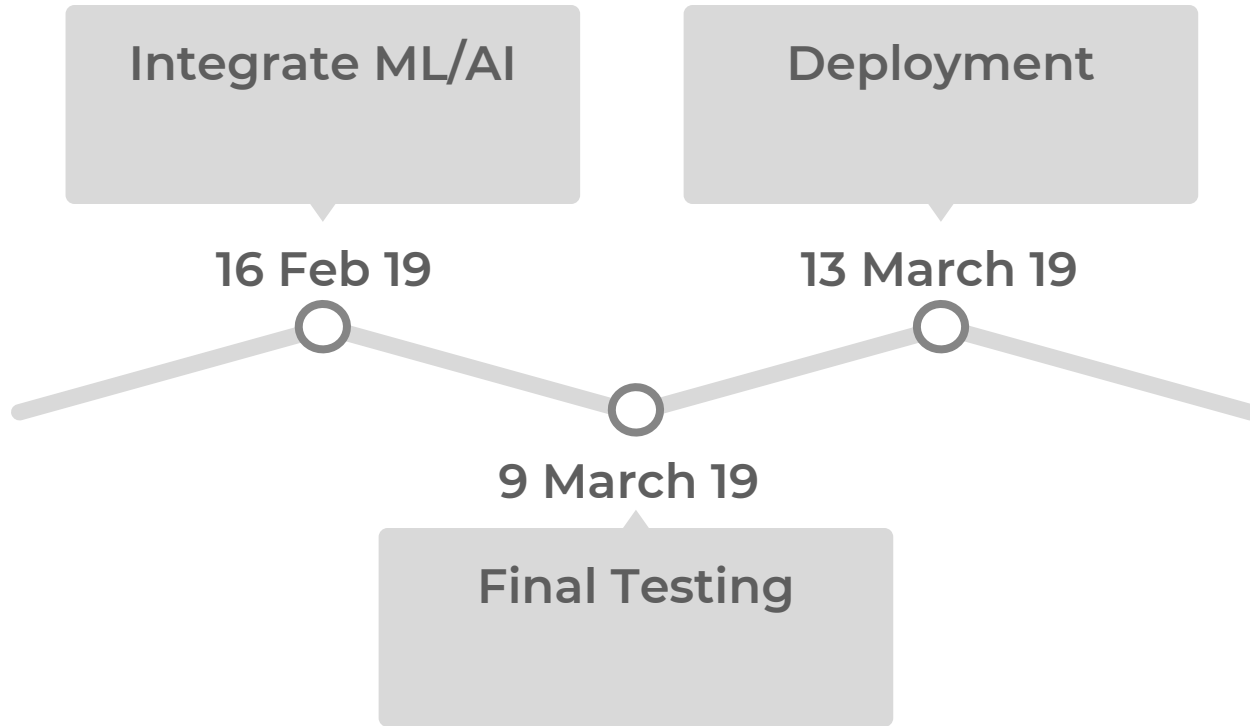 Integrate ML/AI
16 Feb 19
9 March 19
Final Testing
Deployment
13 March 19